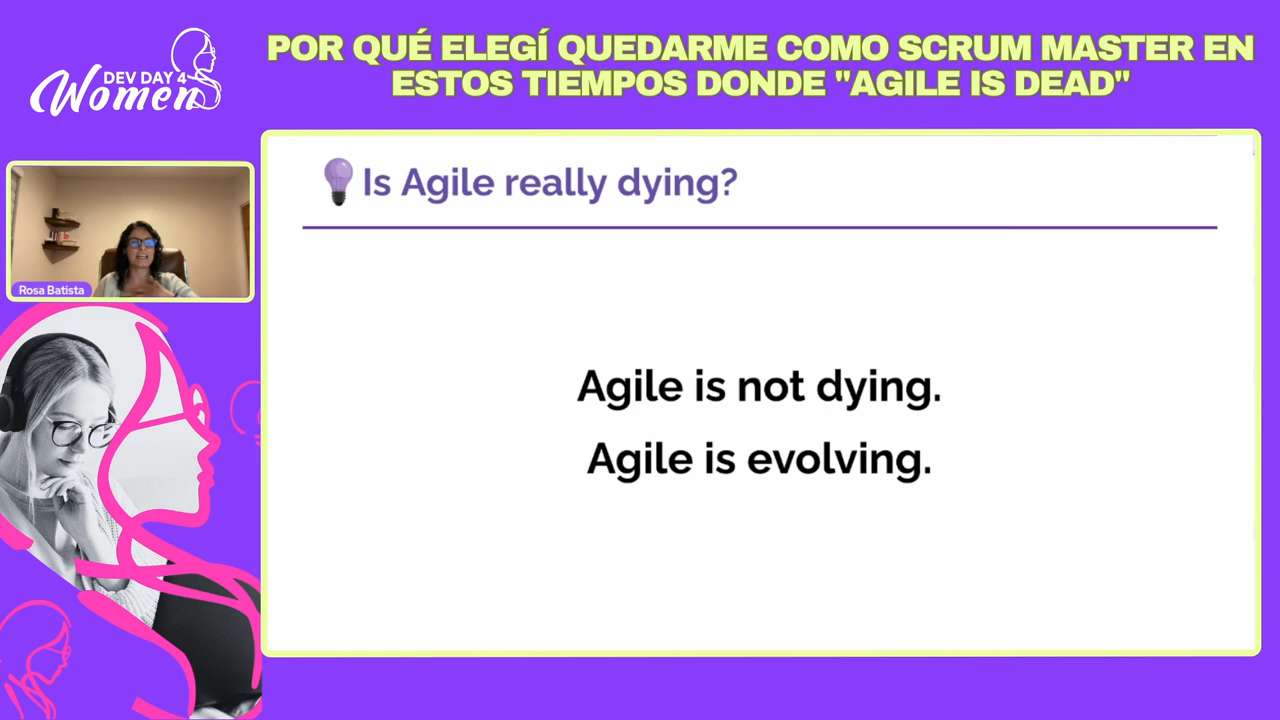 DEV DAY 4
Women
POR QUÉ ELEGÍ QUEDARME COMO SCRUM MASTER EN
ESTOS TIEMPOS DONDE "AGILE IS DEAD"
Rosa Batista
Is Agile really dying?
Agile is not dying.
Agile is evolving.